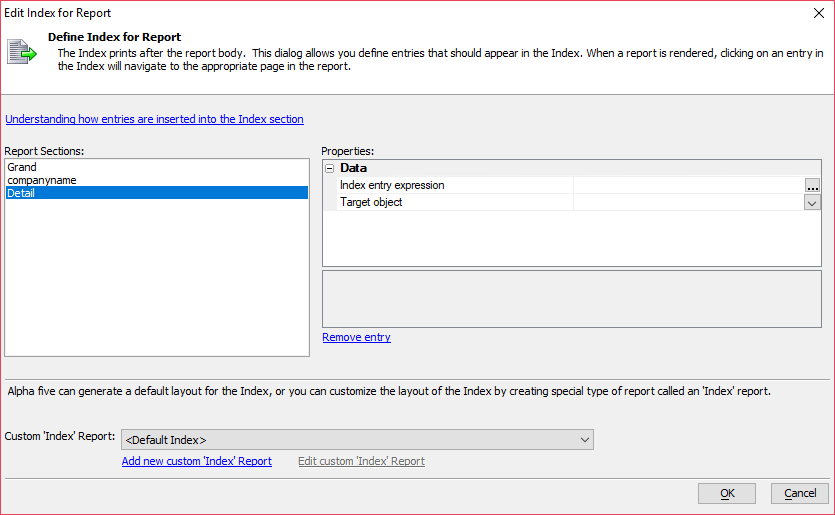 Edit Index for Report
Define Index for Report
The Index prints after the report body. This dialog allows you define entries that should appear in the Index. When a report is rendered, clicking on an entry in
the Index will navigate to the appropriate page in the report.
Understanding how entries are inserted into the Index section
Report Sections:
Grand
companyname
Detail
Properties:
Data
Index entry expression
...
Target object
Remove entry
Alpha five can generate a default layout for the Index, or you can customize the layout of the Index by creating special type of report called an 'Index' report.
Custom 'Index' Report:
<Default Index>
Add new custom 'Index' Report
Edit custom 'Index' Report
OK
Cancel